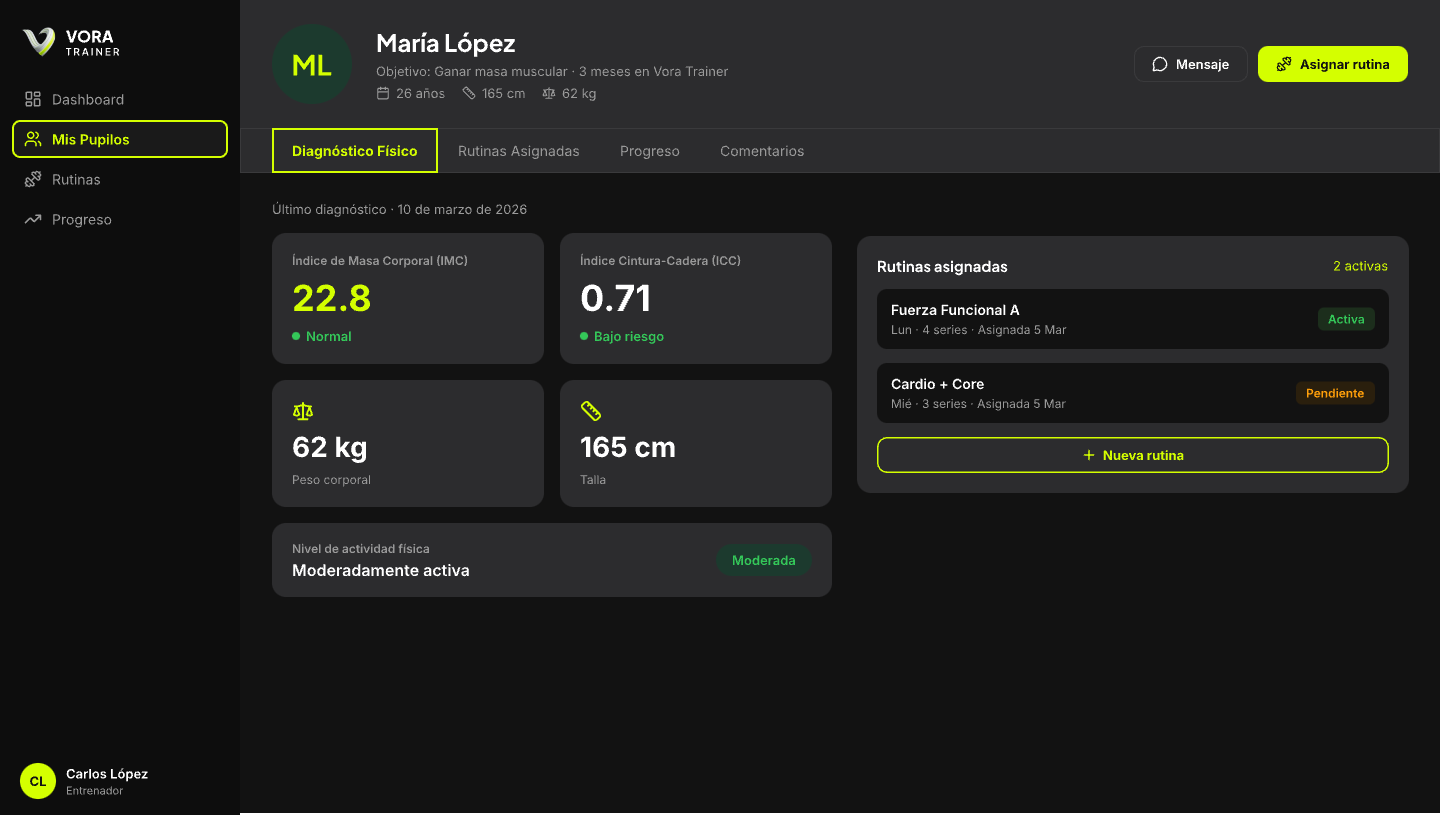 VORA
TRAINER
Dashboard
Mis Pupilos
Rutinas
Progreso
CL
Carlos López
Entrenador
ML
María López
Objetivo: Ganar masa muscular · 3 meses en Vora Trainer
26 años 165 cm 62 kg
Mensaje
Asignar rutina
Diagnóstico Físico
Rutinas Asignadas
Progreso
Comentarios
Último diagnóstico · 10 de marzo de 2026
Índice de Masa Corporal (IMC)
22.8
Normal
Índice Cintura-Cadera (ICC)
0.71
Bajo riesgo
62 kg
Peso corporal
165 cm
Talla
Nivel de actividad física
Moderadamente activa
Moderada
Rutinas asignadas
2 activas
Fuerza Funcional A
Lun · 4 series · Asignada 5 Mar
Activa
Cardio + Core
Mié · 3 series · Asignada 5 Mar
Pendiente
+ Nueva rutina